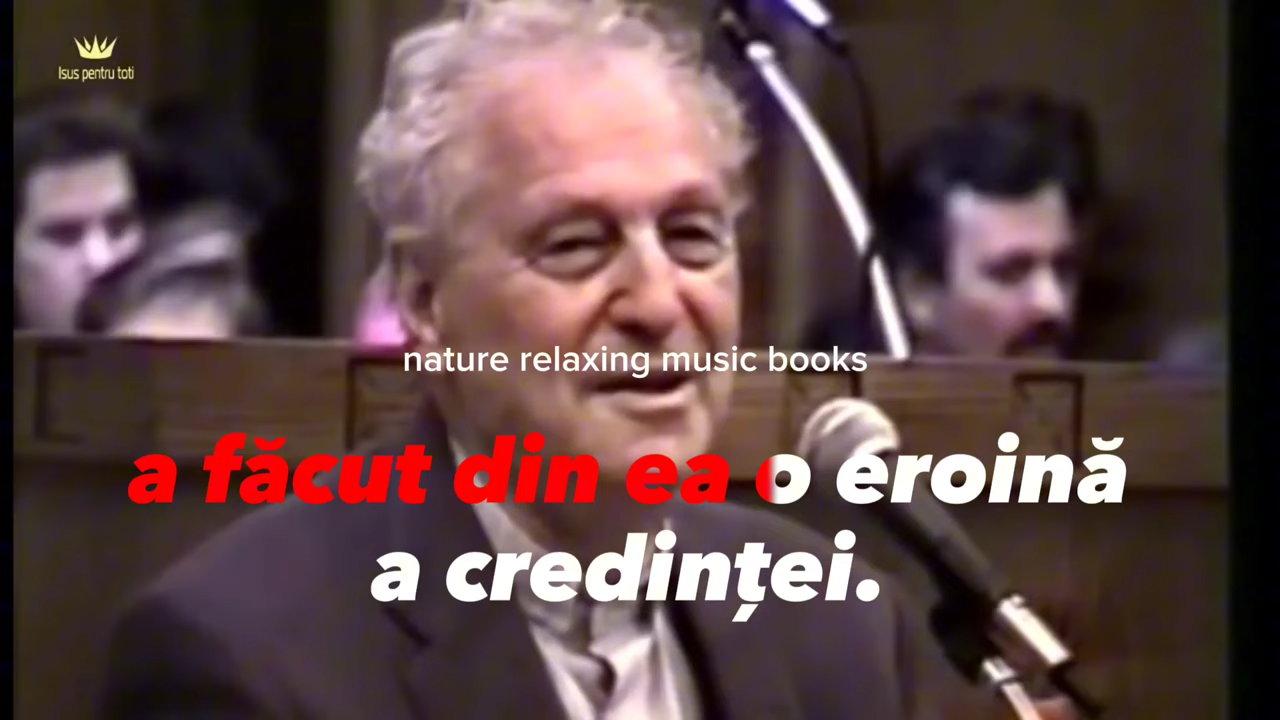 Isus pentru toti
nature relaxing music books
a făcut din ea o eroină
a credinței.